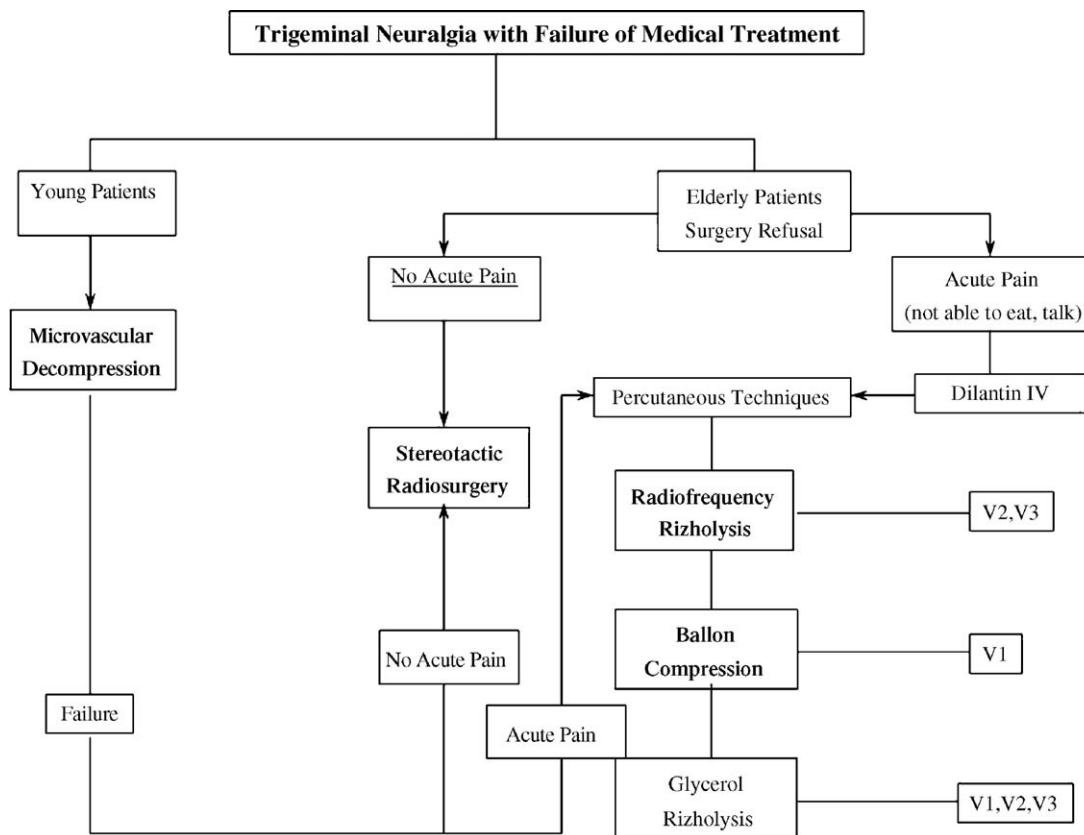 Trigeminal Neuralgia with Failure of Medical Treatment
Young Patients
Elderly Patients
Surgery Refusal
No Acute Pain
Acute Pain
(not able to eat, talk)
Microvascular
Decompression
Percutaneous Techniques
Dilantin IV
Stereotactic
Radiosurgery
Radiofrequency
Rizholysis
V2,V3
No Acute Pain
Ballon
Compression
V1
Failure
Acute Pain
Glycerol
Rizholysis
V1,V2,V3